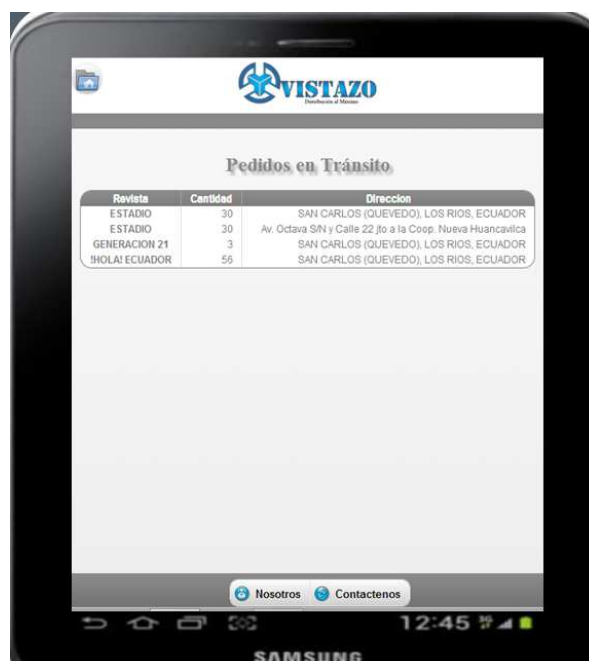 VISTAZO
Distribución al Máximo
Pedidos en Tránsito
Revista Cantidad Direccion
ESTADIO 30 SAN CARLOS (QUEVEDO), LOS RIOS, ECUADOR
ESTADIO 30 Av. Octava S/N y Calle 22 jto a la Coop. Nueva Huancavilca
GENERACION 21 3 SAN CARLOS (QUEVEDO), LOS RIOS, ECUADOR
!HOLA! ECUADOR 56 SAN CARLOS (QUEVEDO), LOS RIOS, ECUADOR
Nosotros Contactenos
12:45
SAMSUNG